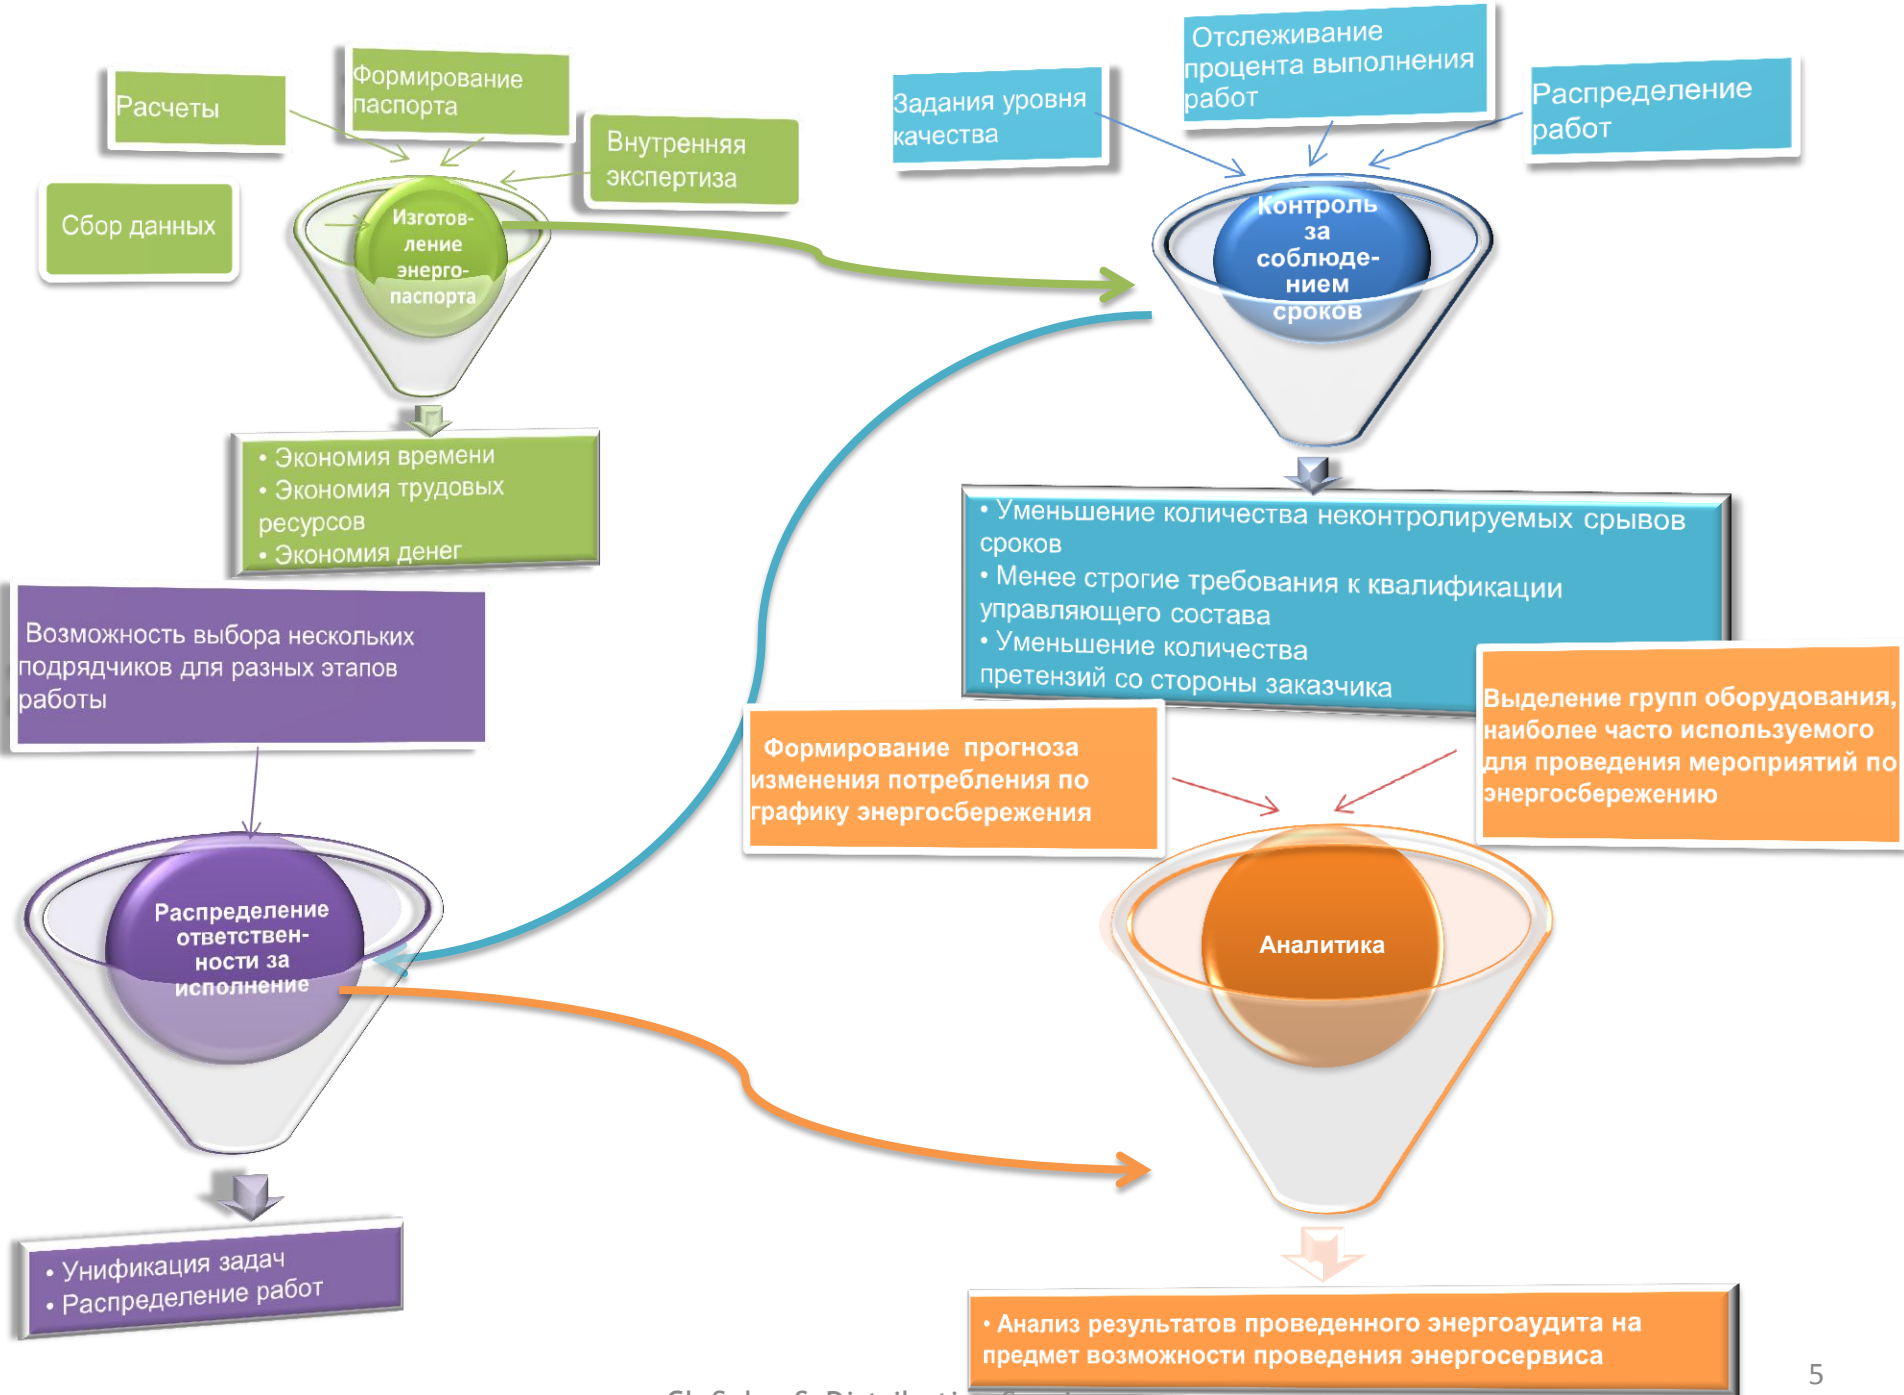 Расчеты
Формирование
паспорта
Внутренняя
экспертиза
Сбор данных
Изготов-
ление
энерго-
паспорта
• Экономия времени
• Экономия трудовых
ресурсов
• Экономия денег
Задания уровня
качества
Отслеживание
процента выполнения
работ
Распределение
работ
Контроль
за
соблюде-
нием
сроков
• Уменьшение количества неконтролируемых срывов
сроков
• Менее строгие требования к квалификации
управляющего состава
• Уменьшение количества
претензий со стороны заказчика
Возможность выбора нескольких
подрядчиков для разных этапов
работы
Распределение
ответствен-
ности за
исполнение
• Унификация задач
• Распределение работ
Формирование прогноза
изменения потребления по
графику энергосбережения
Выделение групп оборудования,
наиболее часто используемого
для проведения мероприятий по
энергосбережению
Аналитика
• Анализ результатов проведенного энергоаудита на
предмет возможности проведения энергосервиса
5